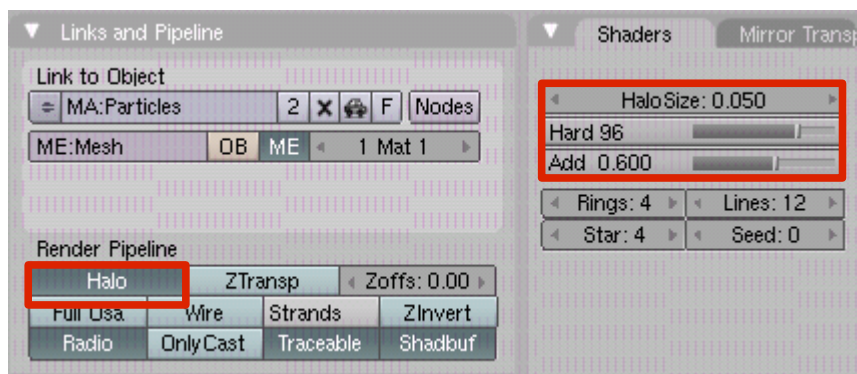 Links and Pipeline
Link to Object
MA:Particles 2 X F Nodes
ME:Mesh OB ME 1 Mat 1
Render Pipeline
Halo ZTransp Zoffs: 0.00
Full Osa Wire Strands ZInvert
Radio OnlyCast Traceable Shadbuf
Shaders Mirror Transp
HaloSize: 0.050
Hard 96
Add 0.600
Rings: 4 Lines: 12
Star: 4 Seed: 0